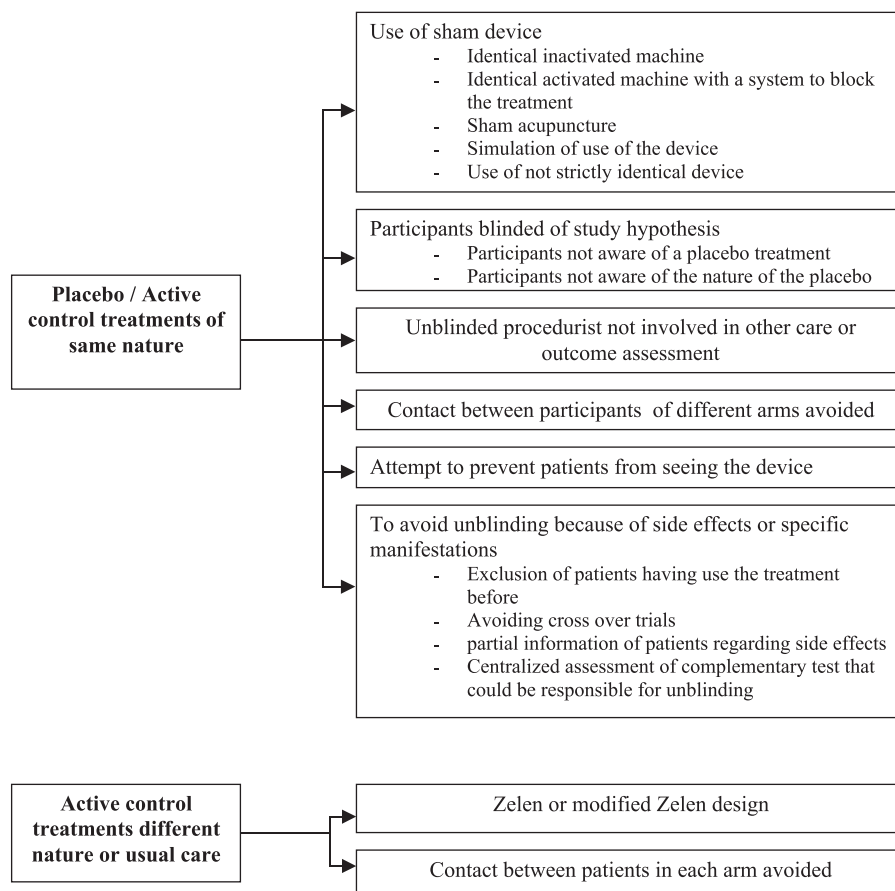 Use of sham device
- Identical inactivated machine
- Identical activated machine with a system to block
the treatment
- Sham acupuncture
- Simulation of use of the device
- Use of not strictly identical device
Participants blinded of study hypothesis
- Participants not aware of a placebo treatment
- Participants not aware of the nature of the placebo
Placebo / Active
control treatments of
same nature
Unblinded procedurist not involved in other care or
outcome assessment
Contact between participants of different arms avoided
Attempt to prevent patients from seeing the device
To avoid unblinding because of side effects or specific
manifestations
- Exclusion of patients having use the treatment
before
- Avoiding cross over trials
- partial information of patients regarding side effects
- Centralized assessment of complementary test that
could be responsible for unblinding
Active control
treatments different
nature or usual care
Zelen or modified Zelen design
Contact between patients in each arm avoided